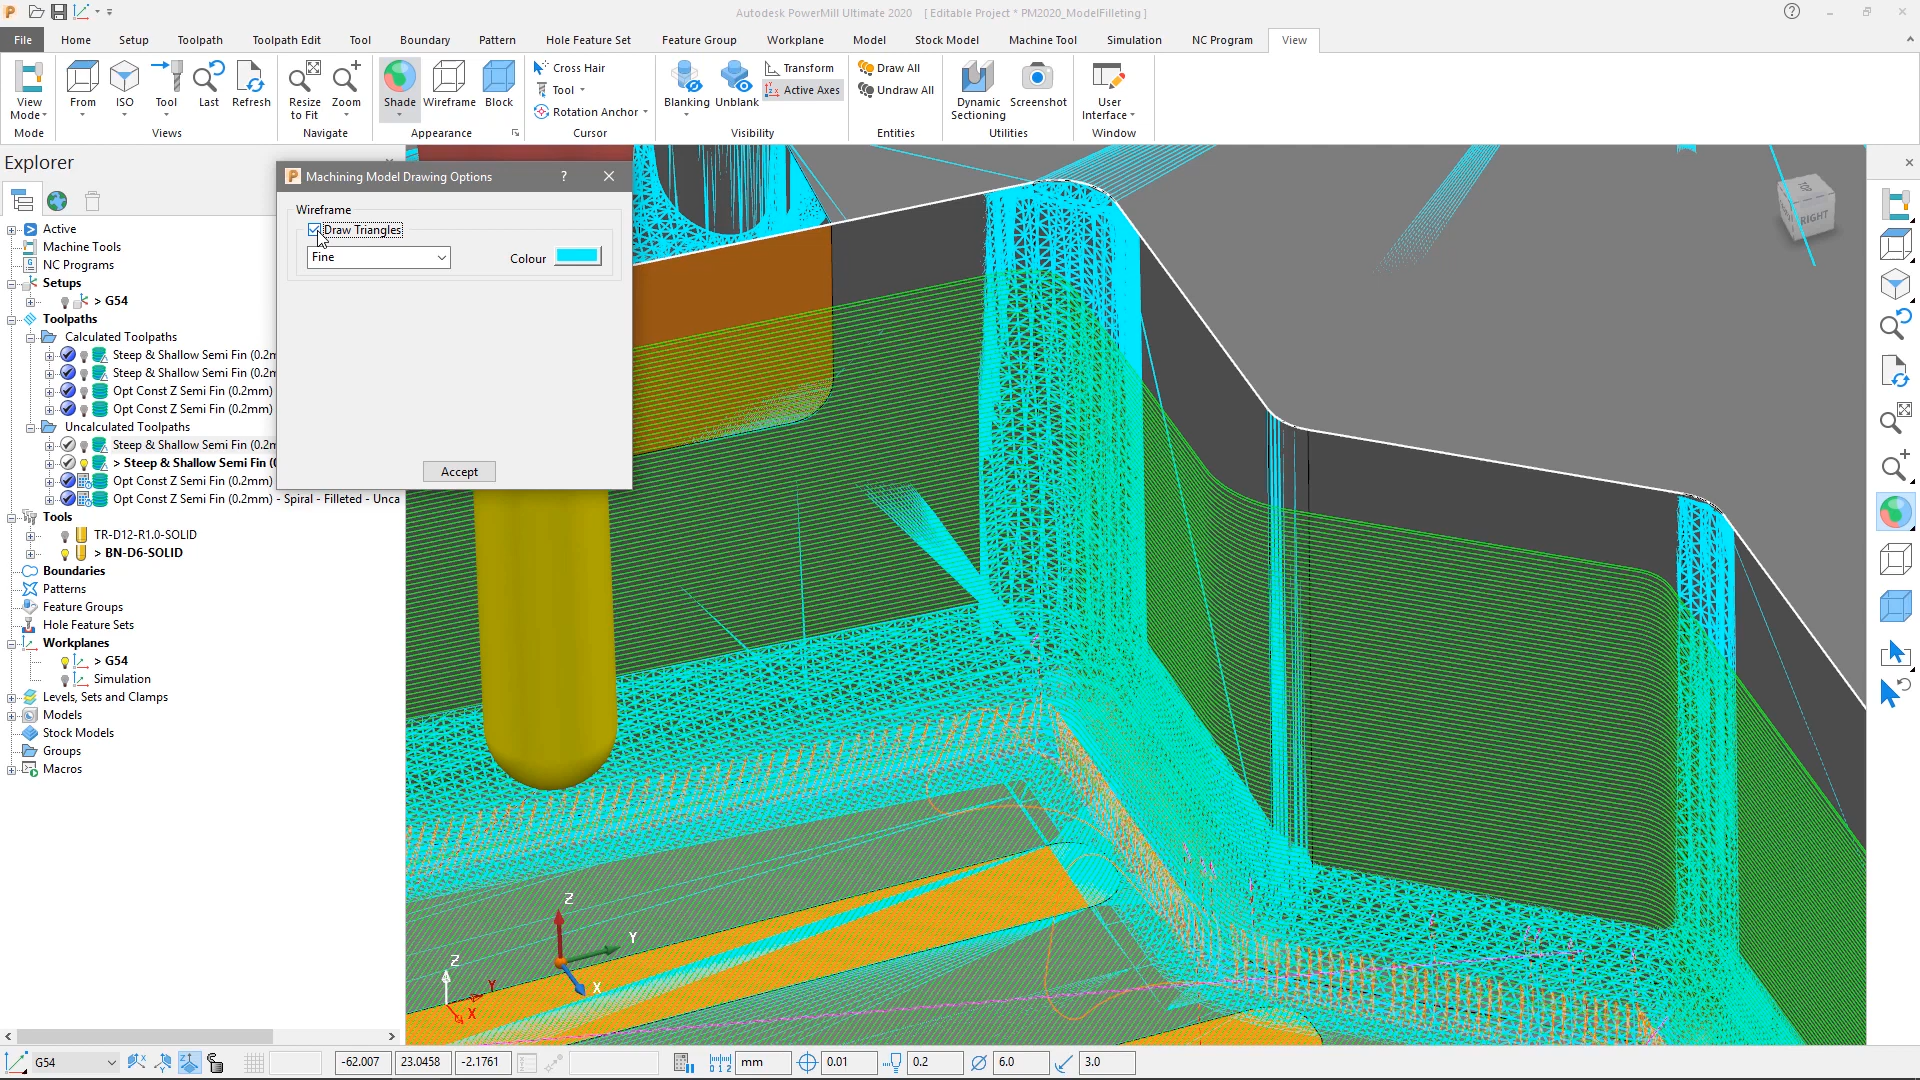 Autodesk PowerMill Ultimate 2020 [ Editable Project * PM2020_ModelFilleting ]
File Home Setup Toolpath Toolpath Edit Tool Boundary Pattern Hole Feature Set Feature Group Workplane Model Stock Model Machine Tool Simulation NC Program View
View Mode
From
ISO
Tool
Last
Refresh
Resize to Fit
Zoom
Shade
Wireframe
Block
Cross Hair
Tool
Rotation Anchor
Blanking
Unblank
Transform
Active Axes
Draw All
Undraw All
Dynamic Sectioning
Screenshot
User Interface
Mode Views Navigate Appearance Cursor Visibility Entities Utilities Window
Explorer
Active
Machine Tools
NC Programs
Setups
> G54
Toolpaths
Calculated Toolpaths
Steep & Shallow Semi Fin (0.2m
Steep & Shallow Semi Fin (0.2m
Opt Const Z Semi Fin (0.2mm)
Opt Const Z Semi Fin (0.2mm)
Uncalculated Toolpaths
Steep & Shallow Semi Fin (0.2m
> Steep & Shallow Semi Fin (0
Opt Const Z Semi Fin (0.2mm)
Opt Const Z Semi Fin (0.2mm) - Spiral - Filleted - Unca
Tools
TR-D12-R1.0-SOLID
> BN-D6-SOLID
Boundaries
Patterns
Feature Groups
Hole Feature Sets
Workplanes
> G54
Simulation
Levels, Sets and Clamps
Models
Stock Models
Groups
Macros
Machining Model Drawing Options ?
Wireframe
Draw Triangles
Fine Colour
Accept
TOP
RIGHT
Z
Y
X
Z
Y
X
G54 -62.007 23.0458 -2.1761 mm 0.01 0.2 6.0 3.0